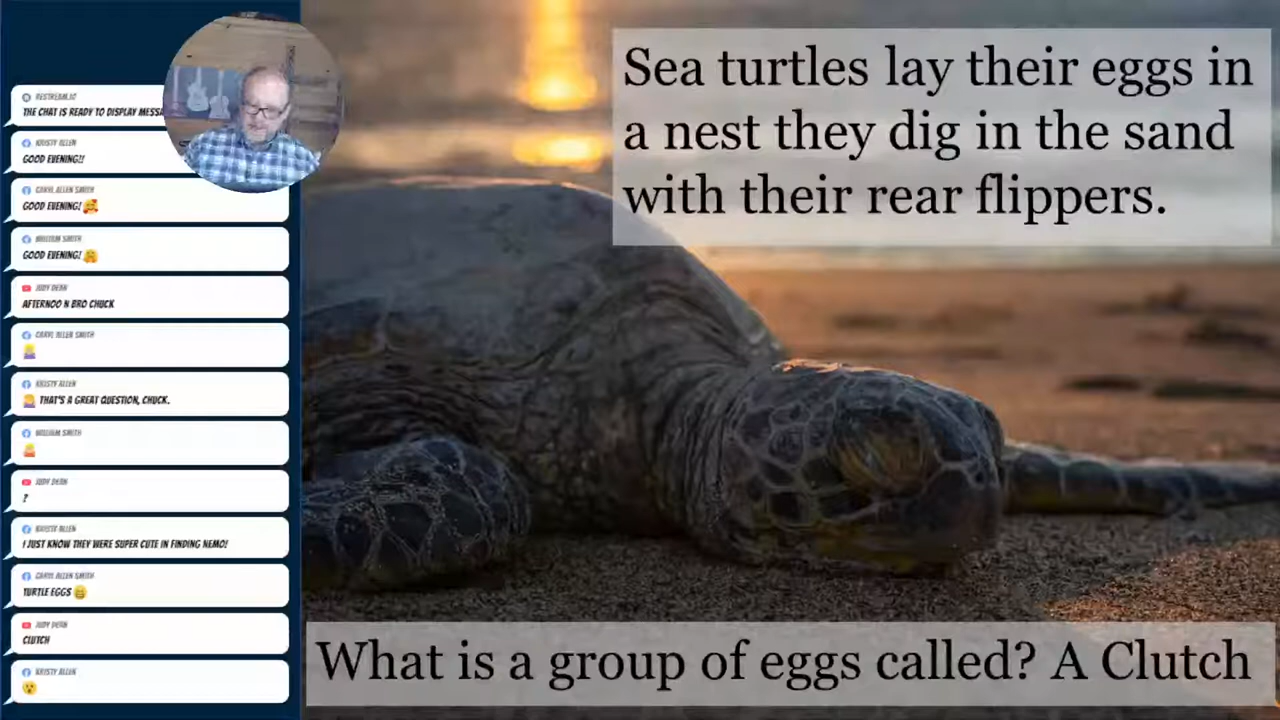 RESTREAM.IO
THE CHAT IS READY TO DISPLAY MESSA
KRISTY ALLEN
GOOD EVENING!!
CARYL ALLEN SMITH
GOOD EVENING! 🥰
WILLIAM SMITH
GOOD EVENING! 🤗
JUDY DEAN
AFTERNOO N BRO CHUCK
CARYL ALLEN SMITH
🤷‍♀️
KRISTY ALLEN
🤷‍♀️ THAT'S A GREAT QUESTION, CHUCK.
WILLIAM SMITH
JUDY DEAN
?
KRISTY ALLEN
I JUST KNOW THEY WERE SUPER CUTE IN FINDING NEMO!
CARYL ALLEN SMITH
TURTLE EGGS 😄
JUDY DEAN
CLUTCH
KRISTY ALLEN
😮
Sea turtles lay their eggs in
a nest they dig in the sand
with their rear flippers.
What is a group of eggs called? A Clutch